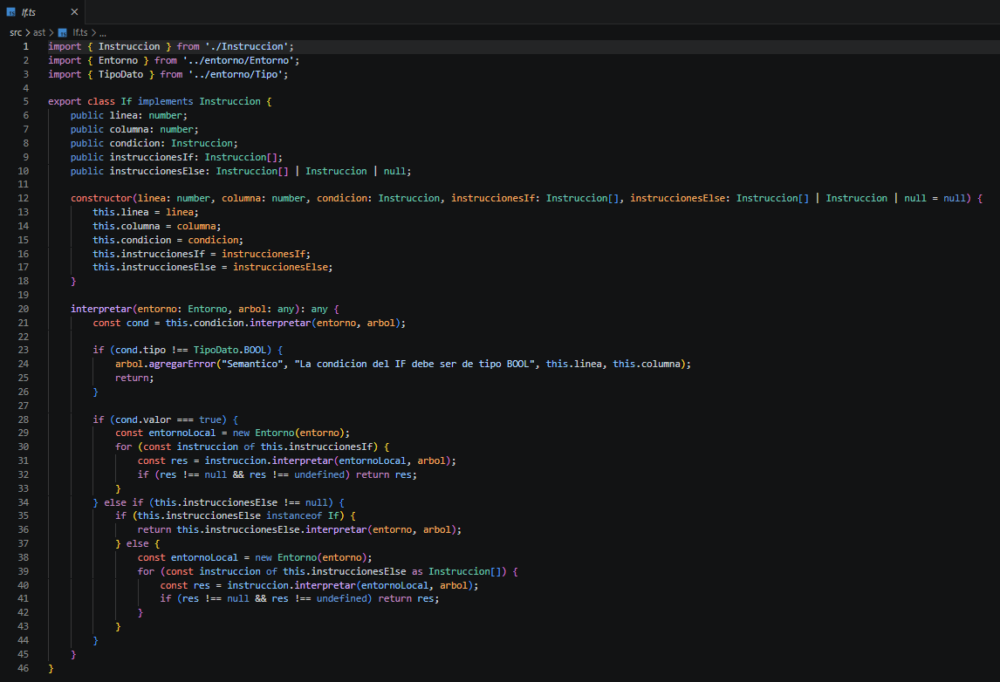 If.ts
src > ast > If.ts > ...
1 import { Instruccion } from './Instruccion';
2 import { Entorno } from '../entorno/Entorno';
3 import { TipoDato } from '../entorno/Tipo';
4
5 export class If implements Instruccion {
6     public linea: number;
7     public columna: number;
8     public condicion: Instruccion;
9     public instruccionesIf: Instruccion[];
10     public instruccionesElse: Instruccion[] | Instruccion | null;
11
12     constructor(linea: number, columna: number, condicion: Instruccion, instruccionesIf: Instruccion[], instruccionesElse: Instruccion[] | Instruccion | null = null) {
13         this.linea = linea;
14         this.columna = columna;
15         this.condicion = condicion;
16         this.instruccionesIf = instruccionesIf;
17         this.instruccionesElse = instruccionesElse;
18     }
19
20     interpretar(entorno: Entorno, arbol: any): any {
21         const cond = this.condicion.interpretar(entorno, arbol);
22
23         if (cond.tipo !== TipoDato.BOOL) {
24             arbol.agregarError("Semantico", "La condicion del IF debe ser de tipo BOOL", this.linea, this.columna);
25             return;
26         }
27
28         if (cond.valor === true) {
29             const entornoLocal = new Entorno(entorno);
30             for (const instruccion of this.instruccionesIf) {
31                 const res = instruccion.interpretar(entornoLocal, arbol);
32                 if (res !== null && res !== undefined) return res;
33             }
34         } else if (this.instruccionesElse !== null) {
35             if (this.instruccionesElse instanceof If) {
36                 return this.instruccionesElse.interpretar(entorno, arbol);
37             } else {
38                 const entornoLocal = new Entorno(entorno);
39                 for (const instruccion of this.instruccionesElse as Instruccion[]) {
40                     const res = instruccion.interpretar(entornoLocal, arbol);
41                     if (res !== null && res !== undefined) return res;
42                 }
43             }
44         }
45     }
46 }